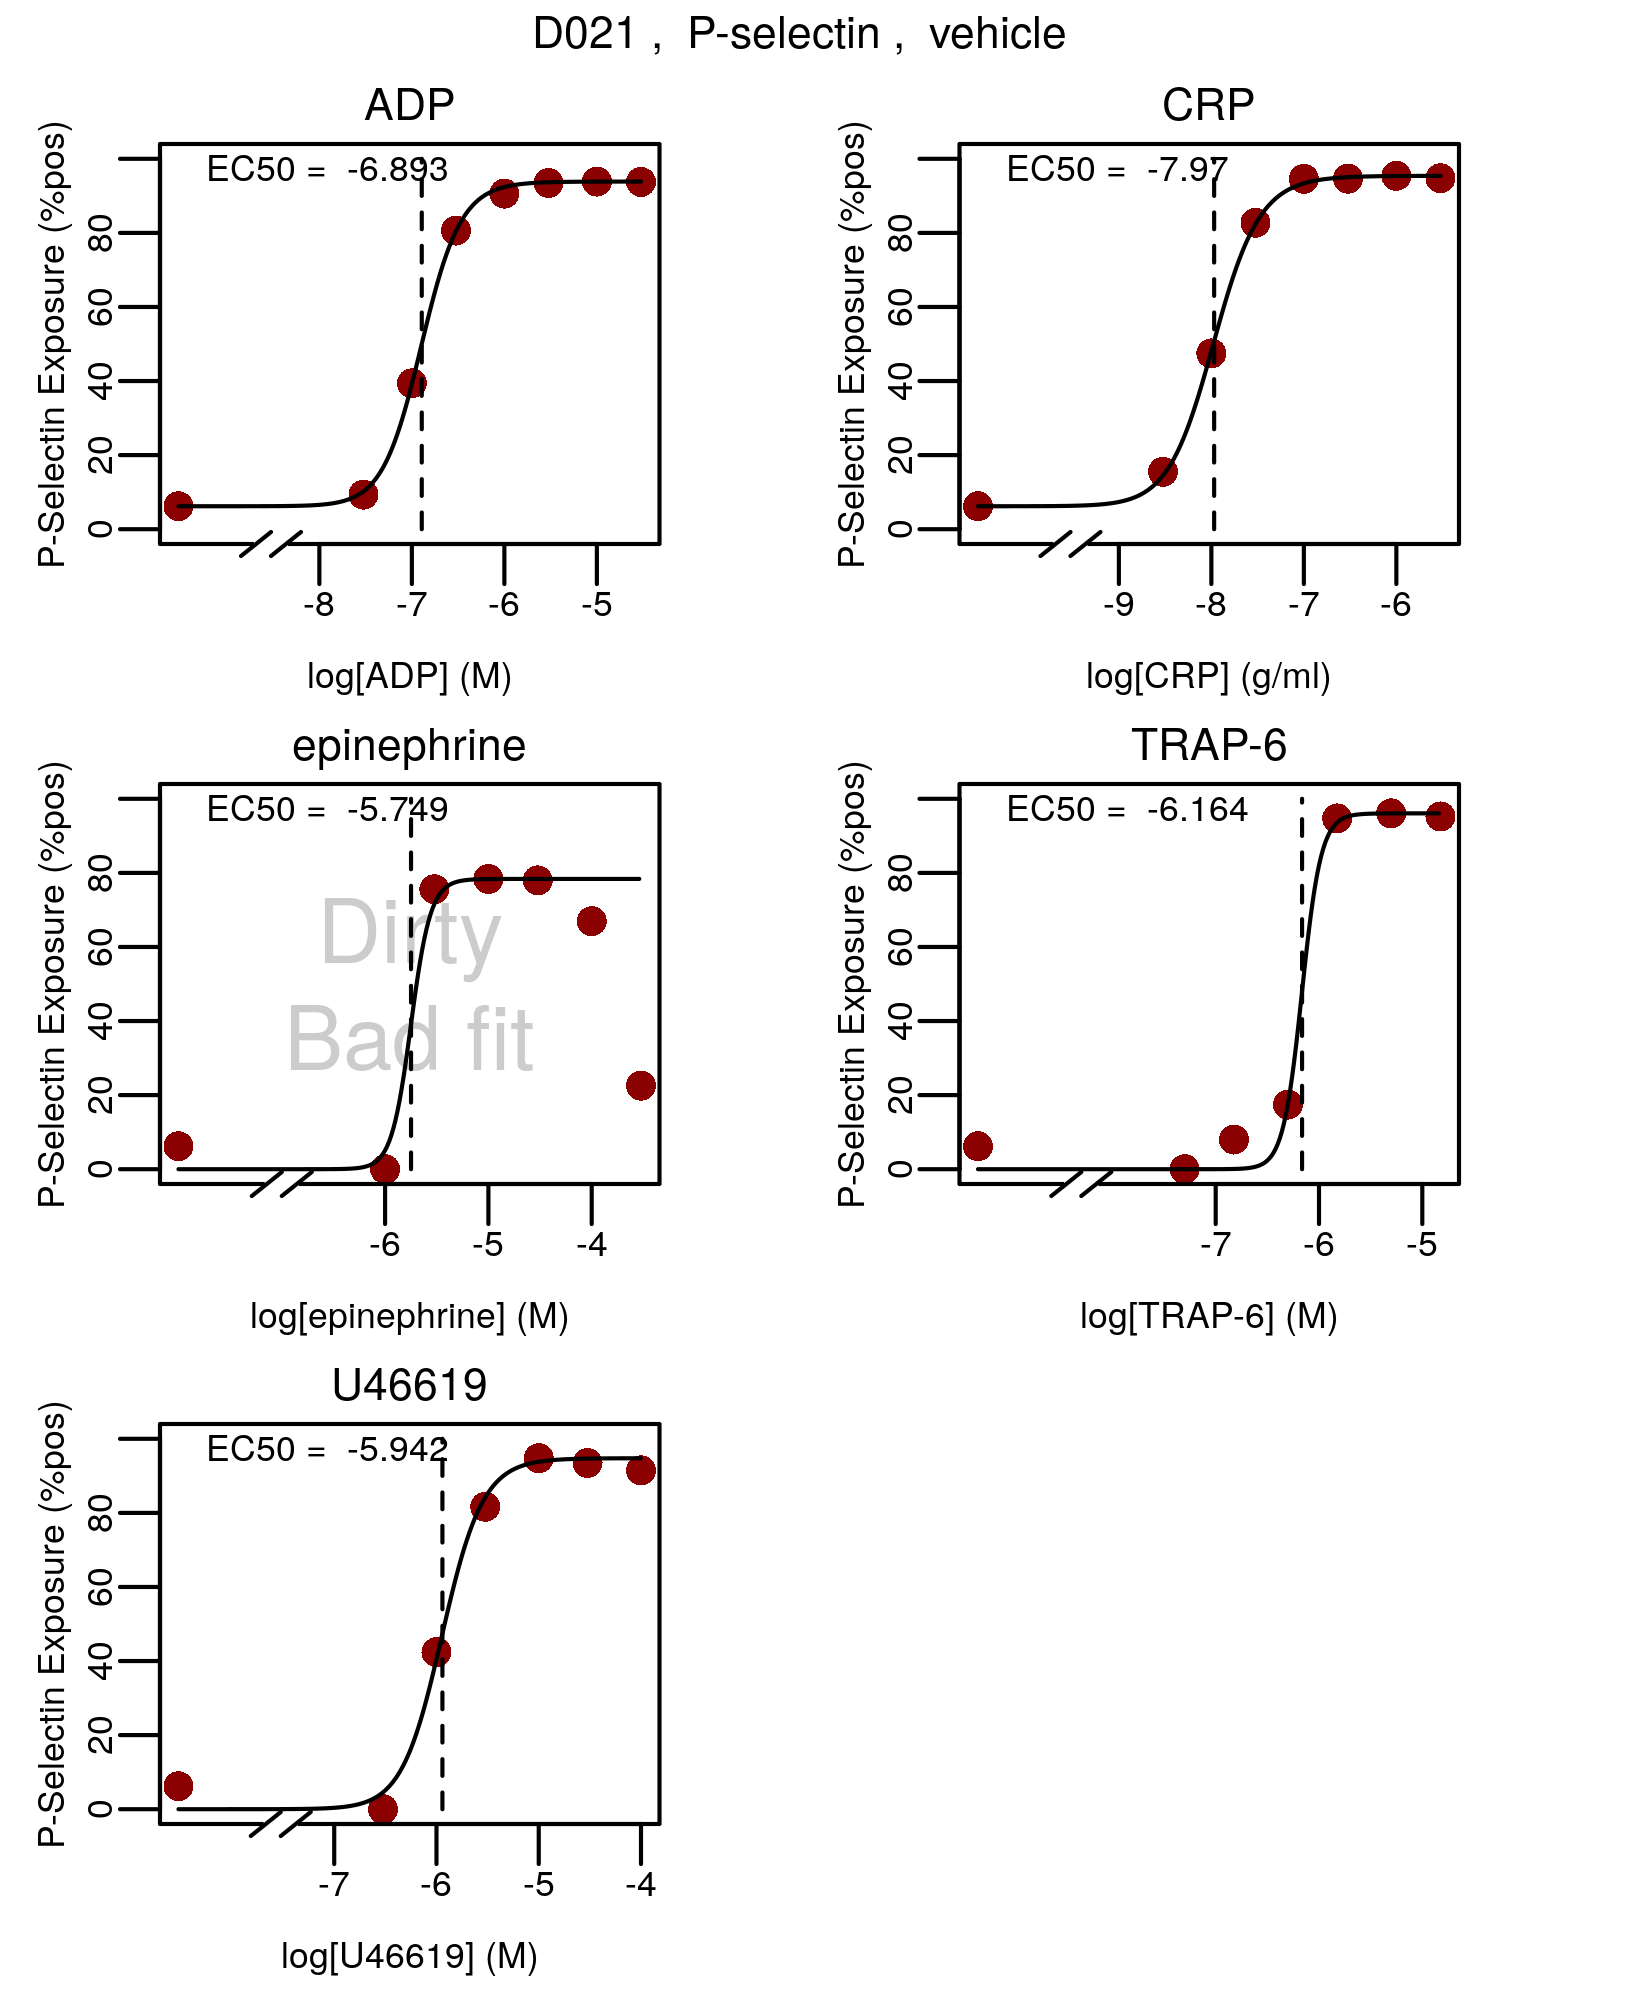 D021 , P-selectin , vehicle
ADP
EC50 = -6.893
P-Selectin Exposure (%pos)
80
60
40
20
0
-8 -7 -6 -5
log[ADP] (M)
CRP
EC50 = -7.97
P-Selectin Exposure (%pos)
80
60
40
20
0
-9 -8 -7 -6
log[CRP] (g/ml)
epinephrine
EC50 = -5.749
P-Selectin Exposure (%pos)
80
60
40
20
0
Dirty
Bad fit
-6 -5 -4
log[epinephrine] (M)
TRAP-6
EC50 = -6.164
P-Selectin Exposure (%pos)
80
60
40
20
0
-7 -6 -5
log[TRAP-6] (M)
U46619
EC50 = -5.942
P-Selectin Exposure (%pos)
80
60
40
20
0
-7 -6 -5 -4
log[U46619] (M)